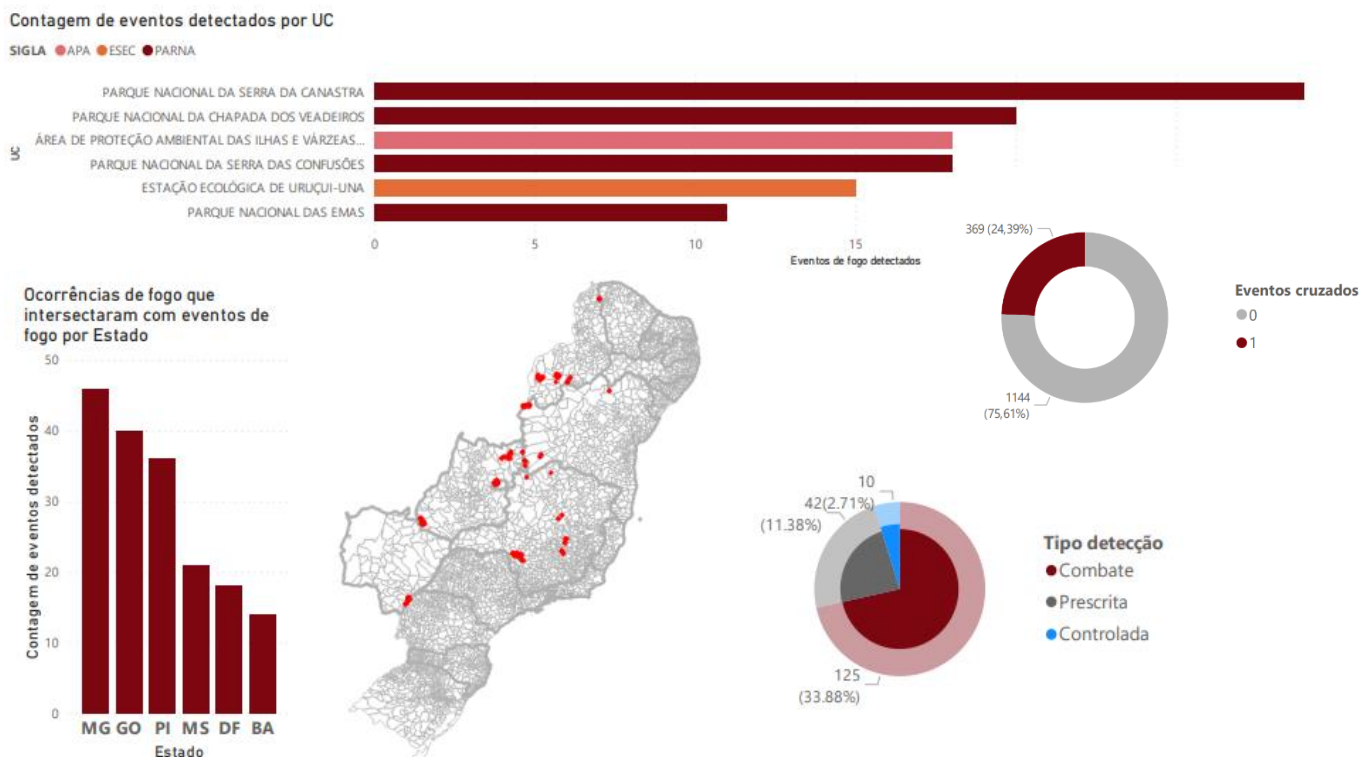 Contagem de eventos detectados por UC
SIGLA APA ESEC PARNA
UC
PARQUE NACIONAL DA SERRA DA CANASTRA
PARQUE NACIONAL DA CHAPADA DOS VEADEIROS
ÁREA DE PROTEÇÃO AMBIENTAL DAS ILHAS E VÁRZEAS...
PARQUE NACIONAL DA SERRA DAS CONFUSÕES
ESTAÇÃO ECOLÓGICA DE URUÇUI-UNA
PARQUE NACIONAL DAS EMAS
0 5 10 15
Eventos de fogo detectados
369 (24,39%)
1144
(75,61%)
Eventos cruzados
0
1
Ocorrências de fogo que
intersectaram com eventos de
fogo por Estado
Contagem de eventos detectados
50
40
30
20
10
0
MG GO PI MS DF BA
Estado
10
(2.71%)
42
(11.38%)
125
(33.88%)
Tipo detecção
Combate
Prescrita
Controlada